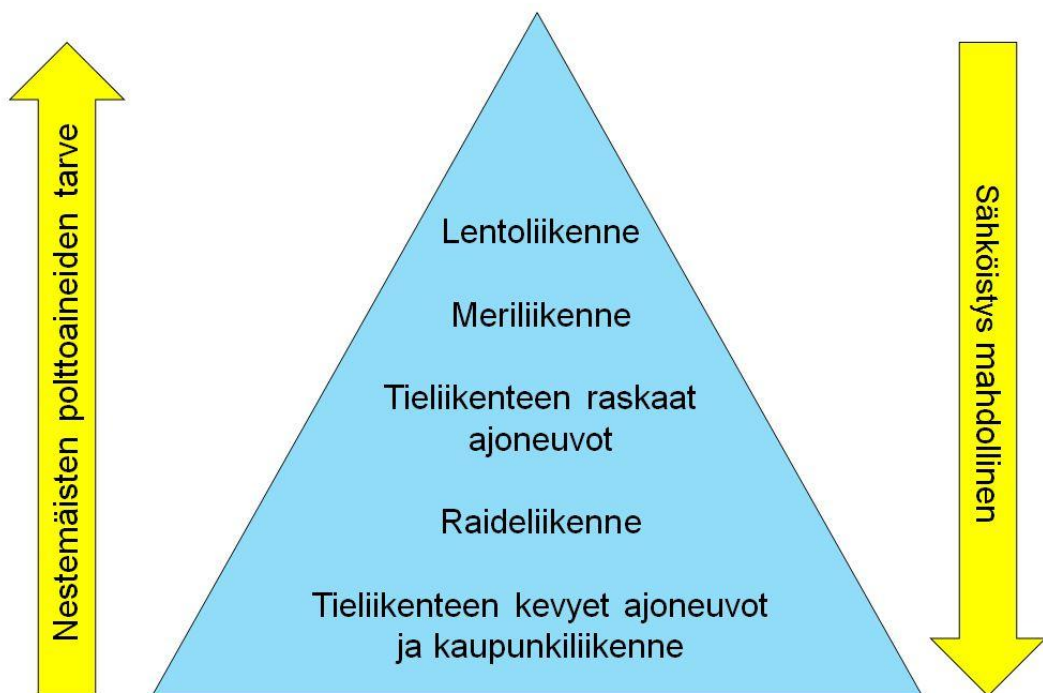 Nestemäisten polttoaineiden tarve
Lentoliikenne
Meriliikenne
Tieliikenteen raskaat
ajoneuvot
Raideliikenne
Tieliikenteen kevyet ajoneuvot
ja kaupunkiliikenne
Sähköistys mahdollinen